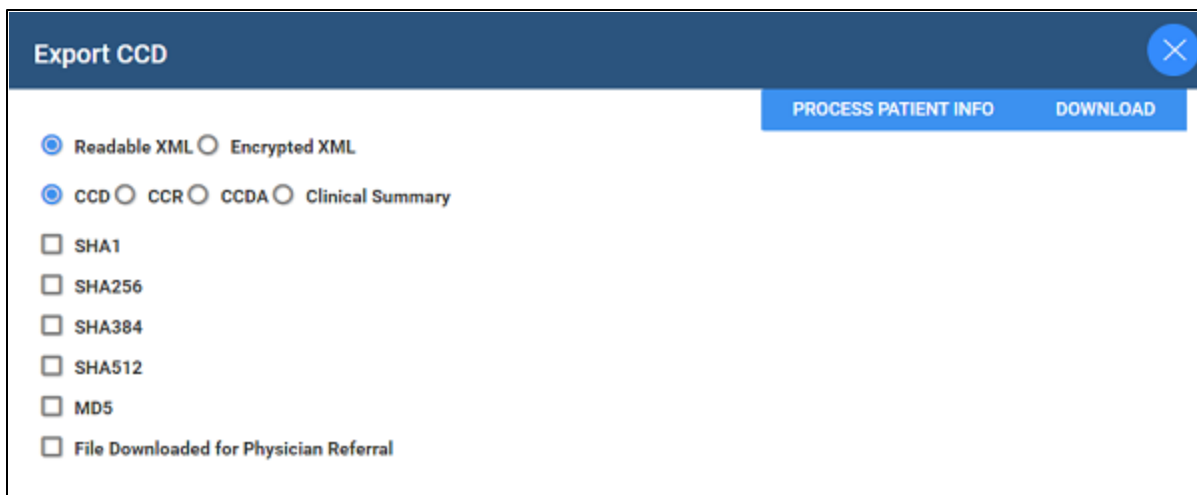 Export CCD
PROCESS PATIENT INFO DOWNLOAD
Readable XML Encrypted XML
CCD CCR CCDA Clinical Summary
SHA1
SHA256
SHA384
SHA512
MD5
File Downloaded for Physician Referral